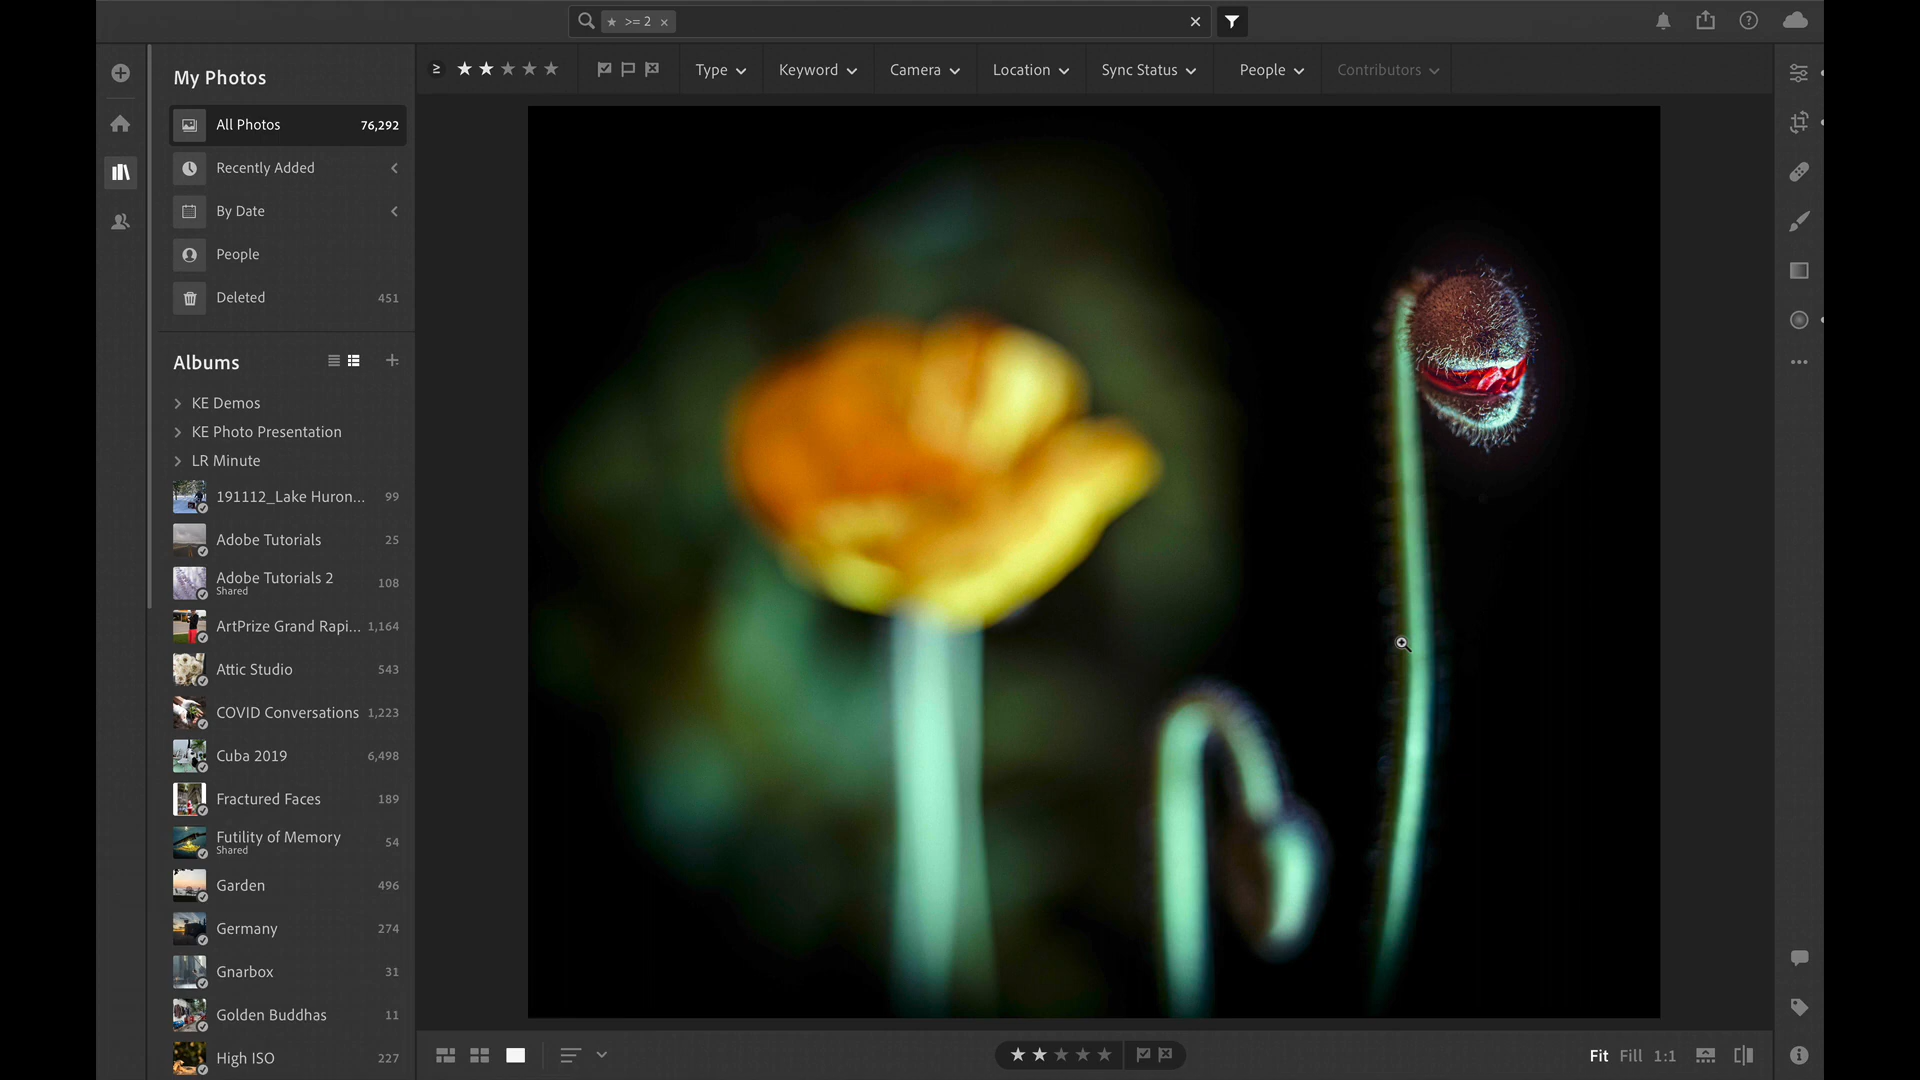 >= 2
My Photos
≥
Type
Keyword
Camera
Location
Sync Status
People
Contributors
All Photos 76,292
Recently Added
By Date
People
Deleted 451
Albums
KE Demos
KE Photo Presentation
LR Minute
191112_Lake Huron... 99
Adobe Tutorials 25
Adobe Tutorials 2 108
Shared
ArtPrize Grand Rapi... 1,164
Attic Studio 543
COVID Conversations 1,223
Cuba 2019 6,498
Fractured Faces 189
Futility of Memory 54
Shared
Garden 496
Germany 274
Gnarbox 31
Golden Buddhas 11
High ISO 227
Fit Fill 1:1